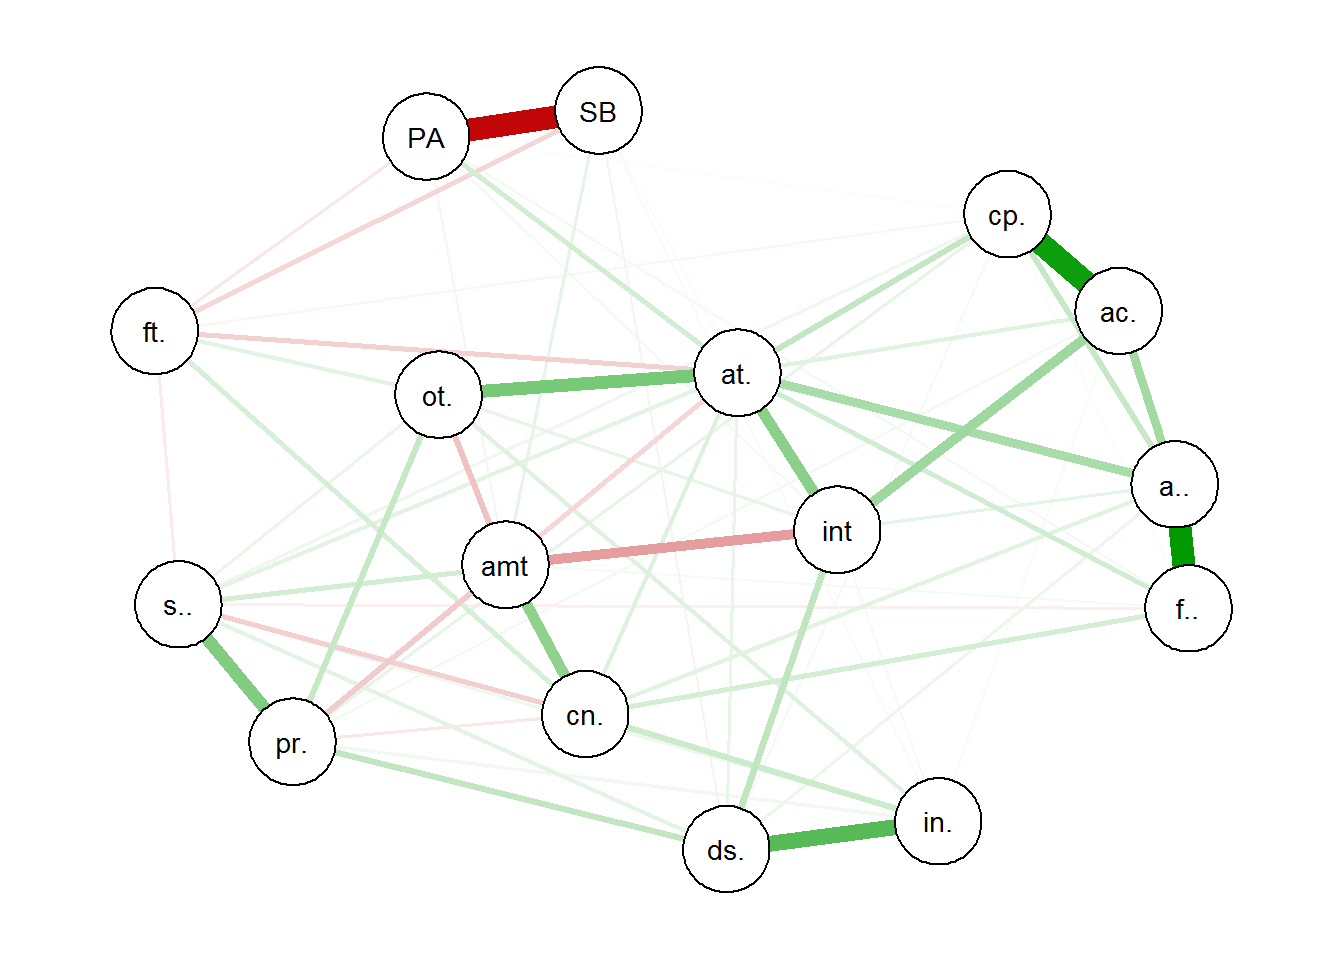 SB
PA
cp.
ac.
ft.
at.
ot.
a..
int
amt
s..
f..
cn.
pr.
in.
ds.